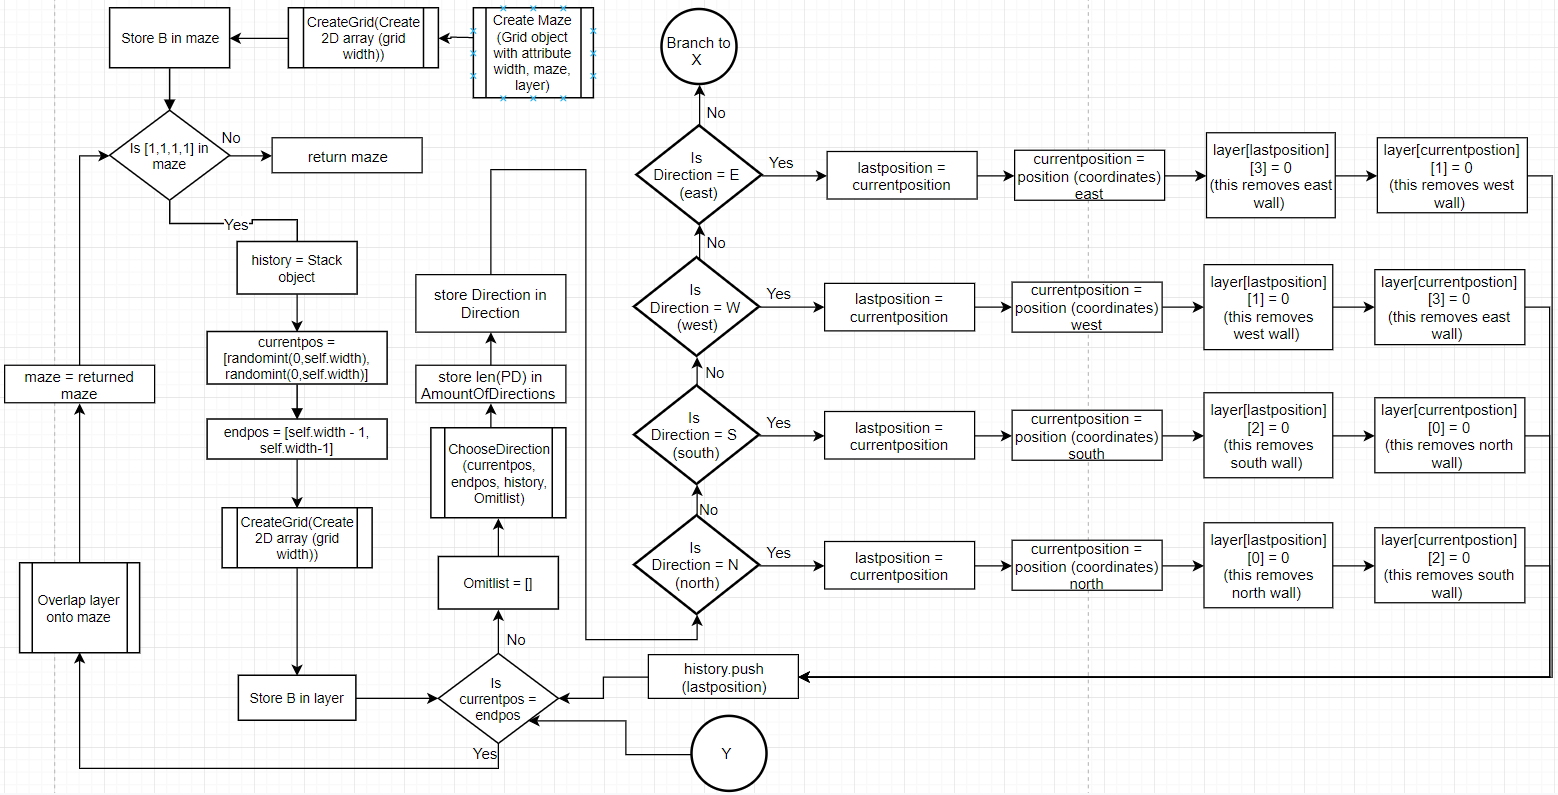 Store B in maze
CreateGrid(Create
2D array (grid
width))
Create Maze
(Grid object
with attribute
width, maze,
layer)
Is [1,1,1,1] in
maze
No
return maze
Yes
history = Stack
object
currentpos =
[randomint(0,self.width),
randomint(0,self.width)]
endpos = [self.width - 1,
self.width-1]
CreateGrid(Create
2D array (grid
width))
Store B in layer
maze = returned
maze
Overlap layer
onto maze
store Direction in
Direction
store len(PD) in
AmountOfDirections
ChooseDirection
(currentpos,
endpos, history,
Omitlist)
Omitlist = []
No
Is
currentpos =
endpos
Yes
Branch to
X
No
Is
Direction = E
(east)
Yes
lastposition =
currentposition
currentposition =
position (coordinates)
east
layer[lastposition]
[3] = 0
(this removes east
wall)
layer[currentpostion]
[1] = 0
(this removes west
wall)
No
Is
Direction = W
(west)
Yes
lastposition =
currentposition
currentposition =
position (coordinates)
west
layer[lastposition]
[1] = 0
(this removes
west wall)
layer[currentpostion]
[3] = 0
(this removes east
wall)
No
Is
Direction = S
(south)
Yes
lastposition =
currentposition
currentposition =
position (coordinates)
south
layer[lastposition]
[2] = 0
(this removes
south wall)
layer[currentpostion]
[0] = 0
(this removes north
wall)
No
Is
Direction = N
(north)
Yes
lastposition =
currentposition
currentposition =
position (coordinates)
north
layer[lastposition]
[0] = 0
(this removes
north wall)
layer[currentpostion]
[2] = 0
(this removes south
wall)
history.push
(lastposition)
Y